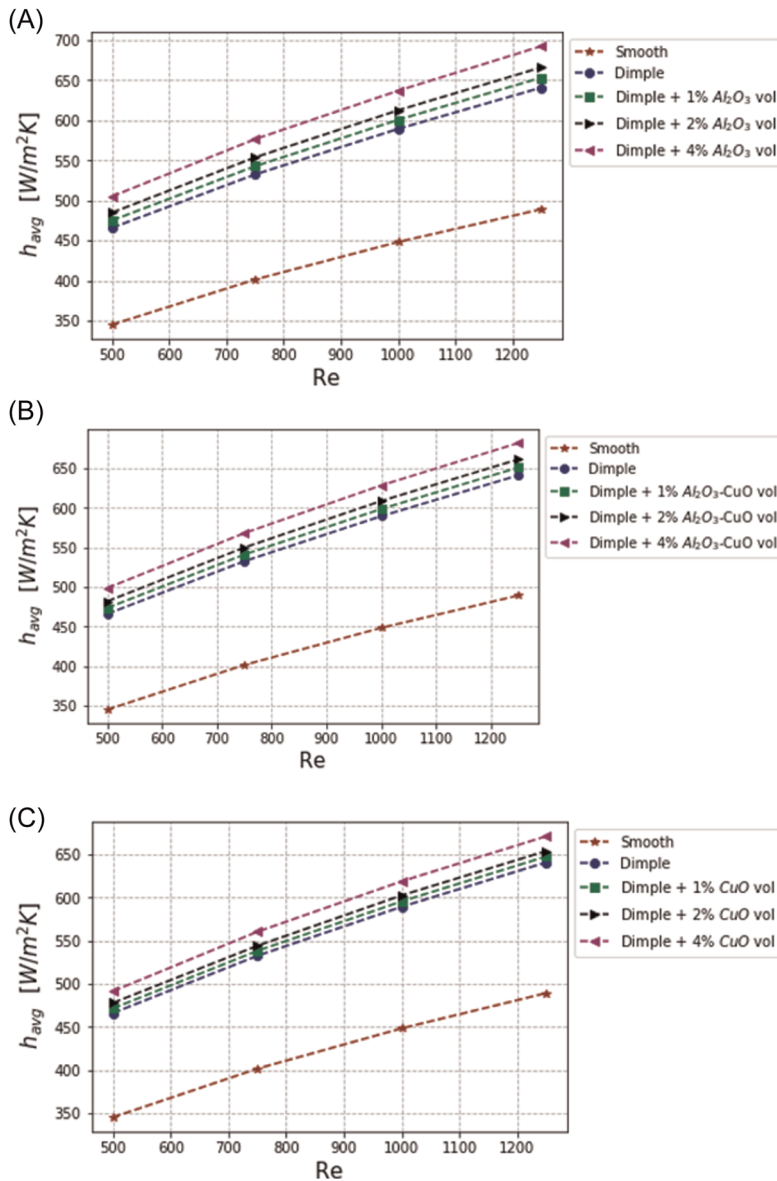 (A)
700
650
600
550
500
450
400
350
h_avg [W/m²K]
500 600 700 800 900 1000 1100 1200
Re
Smooth
Dimple
Dimple + 1% Al₂O₃ vol
Dimple + 2% Al₂O₃ vol
Dimple + 4% Al₂O₃ vol
(B)
650
600
550
500
450
400
350
h_avg [W/m²K]
500 600 700 800 900 1000 1100 1200
Re
Smooth
Dimple
Dimple + 1% Al₂O₃-CuO vol
Dimple + 2% Al₂O₃-CuO vol
Dimple + 4% Al₂O₃-CuO vol
(C)
650
600
550
500
450
400
350
h_avg [W/m²K]
500 600 700 800 900 1000 1100 1200
Re
Smooth
Dimple
Dimple + 1% CuO vol
Dimple + 2% CuO vol
Dimple + 4% CuO vol